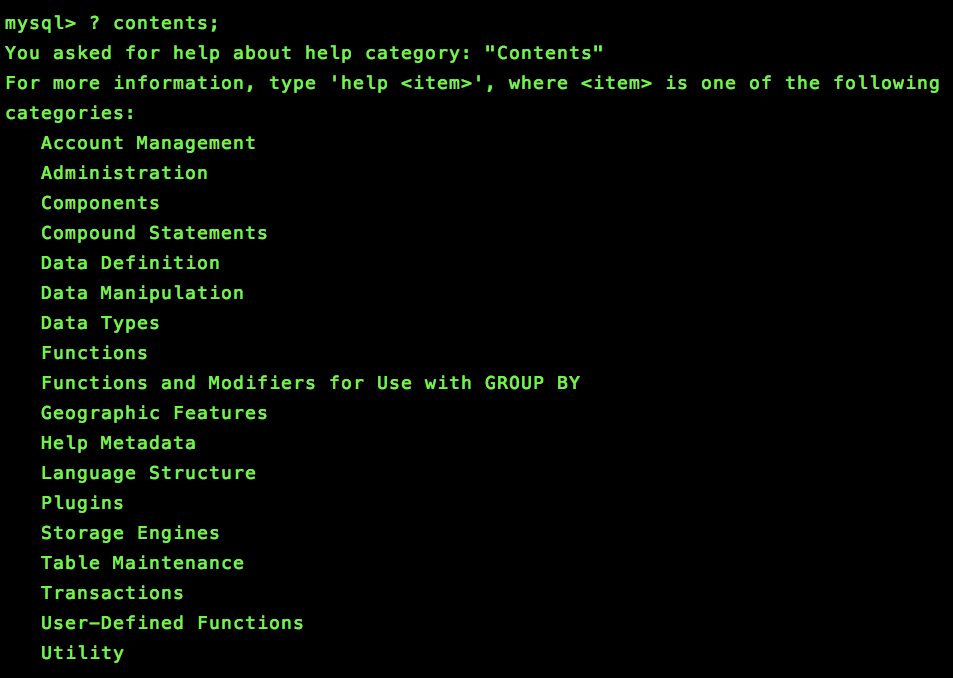 mysql> ? contents;
You asked for help about help category: "Contents"
For more information, type 'help <item>', where <item> is one of the following
categories:
   Account Management
   Administration
   Components
   Compound Statements
   Data Definition
   Data Manipulation
   Data Types
   Functions
   Functions and Modifiers for Use with GROUP BY
   Geographic Features
   Help Metadata
   Language Structure
   Plugins
   Storage Engines
   Table Maintenance
   Transactions
   User-Defined Functions
   Utility